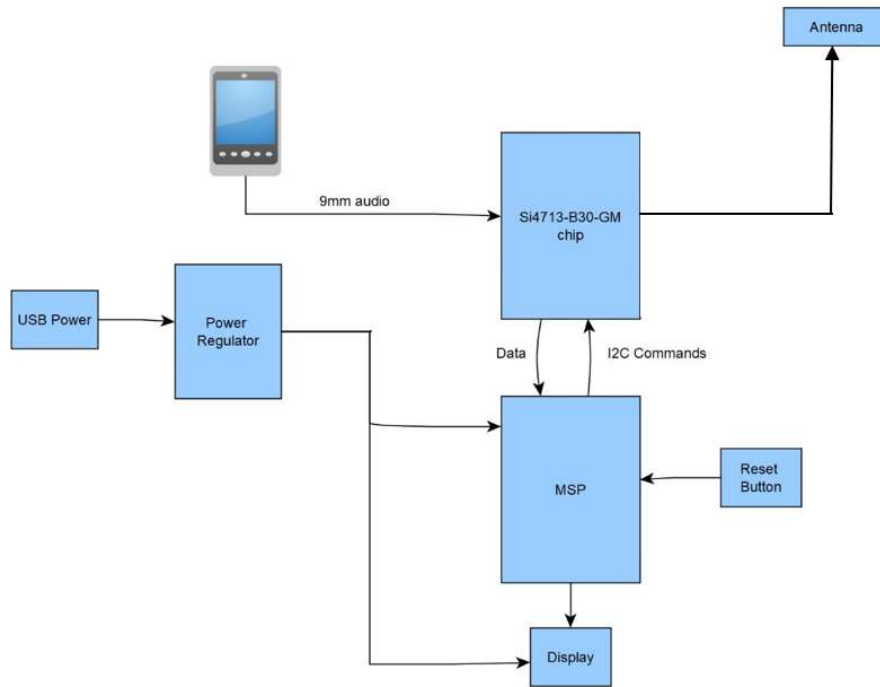 Antenna
9mm audio
Si4713-B30-GM
chip
USB Power
Power
Regulator
Data
I2C Commands
MSP
Reset
Button
Display